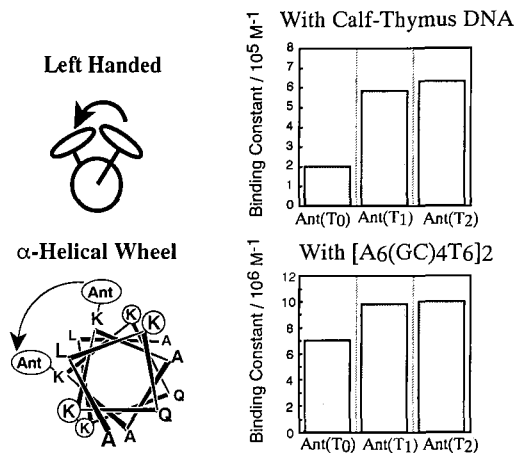 Left Handed
α-Helical Wheel
Ant
K
K
K
L
A
L
A
Ant
K
Q
K
K
Q
A
A
With Calf-Thymus DNA
Binding Constant / 10⁵ M⁻¹
8
7
6
5
4
3
2
1
0
Ant(T₀) Ant(T₁) Ant(T₂)
With [A6(GC)4T6]2
Binding Constant / 10⁶ M⁻¹
12
10
8
6
4
2
0
Ant(T₀) Ant(T₁) Ant(T₂)